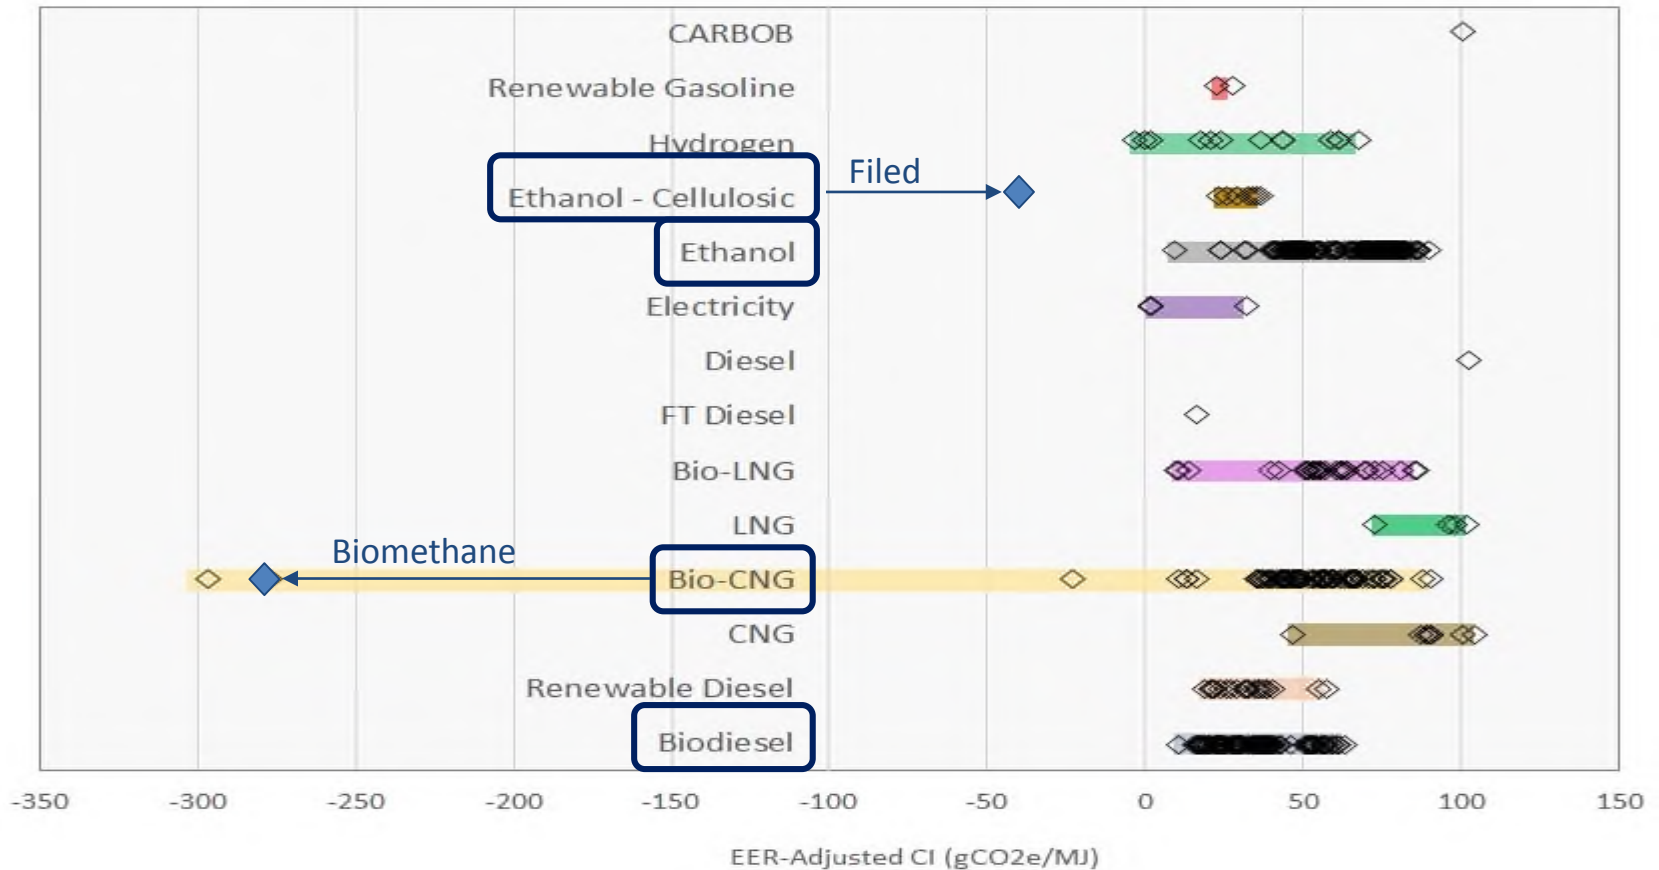 CARBOB
Renewable Gasoline
Hydrogen
Ethanol - Cellulosic
Filed
Ethanol
Electricity
Diesel
FT Diesel
Bio-LNG
LNG
Biomethane
Bio-CNG
CNG
Renewable Diesel
Biodiesel
-350 -300 -250 -200 -150 -100 -50 0 50 100 150
EER-Adjusted CI (gCO2e/MJ)